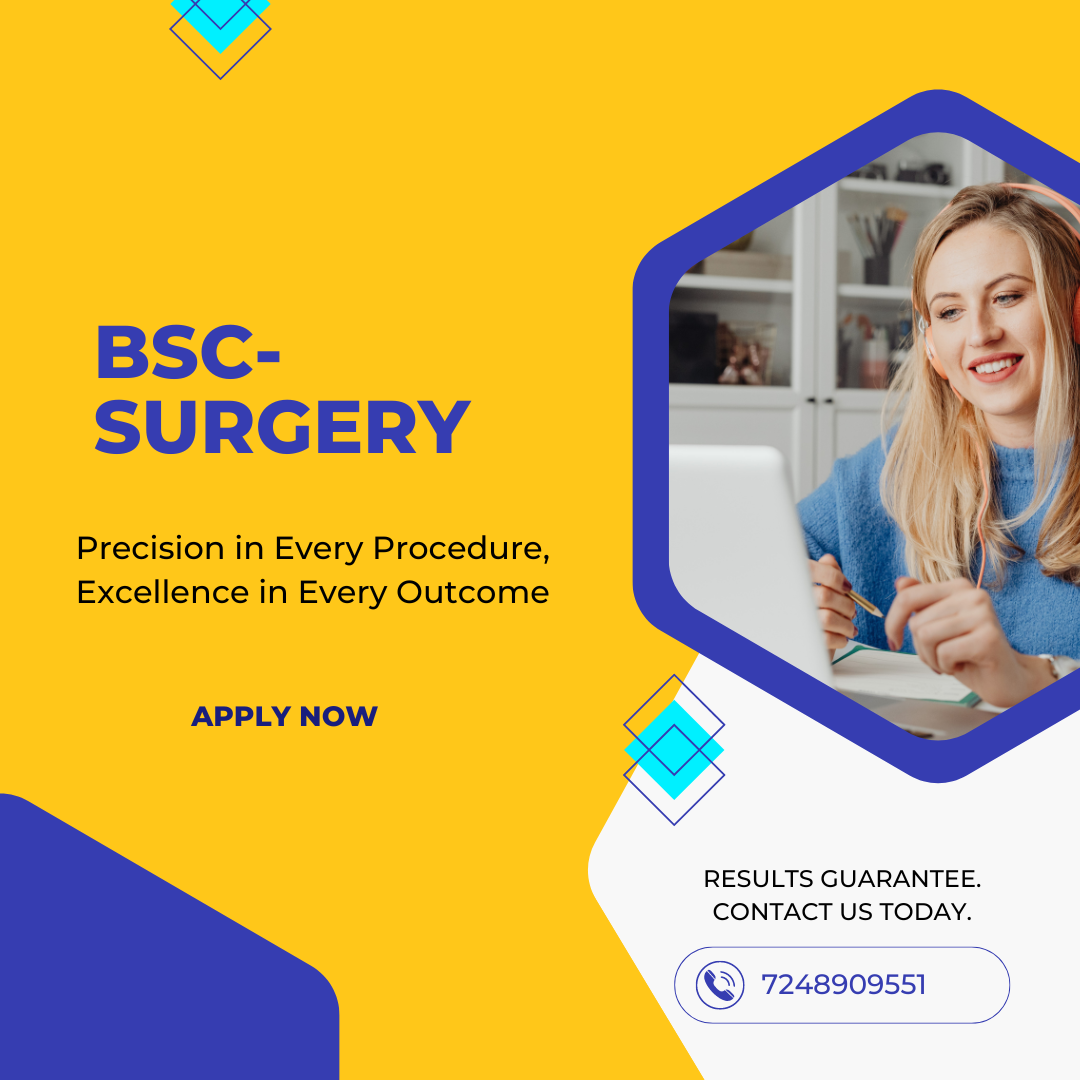 BSC-
SURGERY
Precision in Every Procedure,
Excellence in Every Outcome
APPLY NOW
RESULTS GUARANTEE.
CONTACT US TODAY.
7248909551